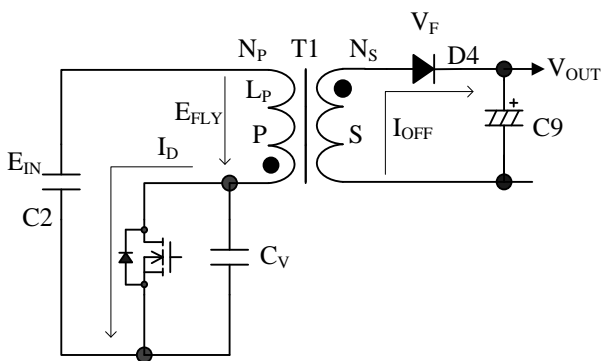 V_F
N_P T1 N_S D4 V_OUT
L_P
E_FLY
I_D P S I_OFF + C9
E_IN
C2
C_V